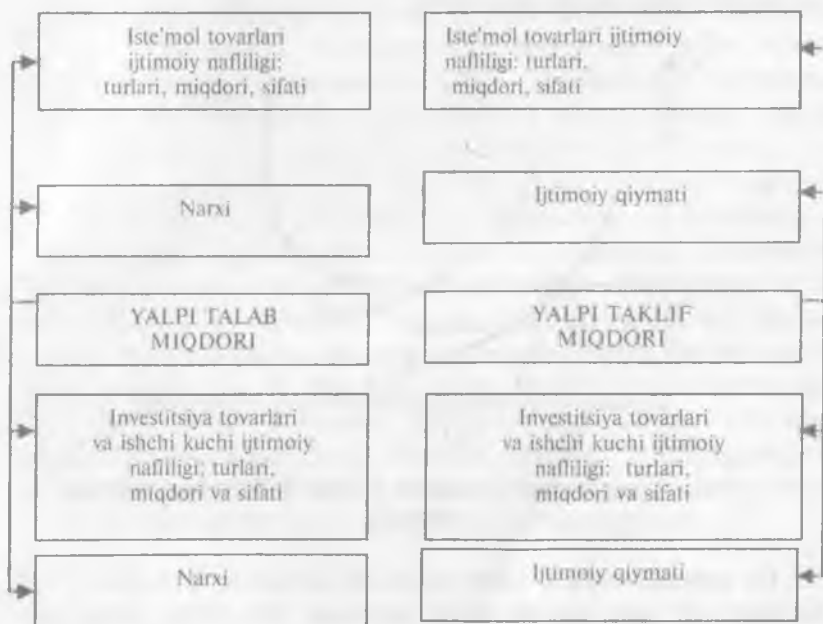 Iste'mol tovarlari
ijtimoiy nafliligi:
turlari, miqdori, sifati
Iste'mol tovarlari ijtimoiy
nafliligi: turlari,
miqdori, sifati
Narxi
Ijtimoiy qiymati
YALPI TALAB
MIQDORI
YALPI TAKLIF
MIQDORI
Investitsiya tovarlari
va ishchi kuchi ijtimoiy
nafliligi: turlari,
miqdori va sifati
Investitsiya tovarlari
va ishchi kuchi ijtimoiy
nafliligi: turlari,
miqdori va sifati
Narxi
Ijtimoiy qiymati